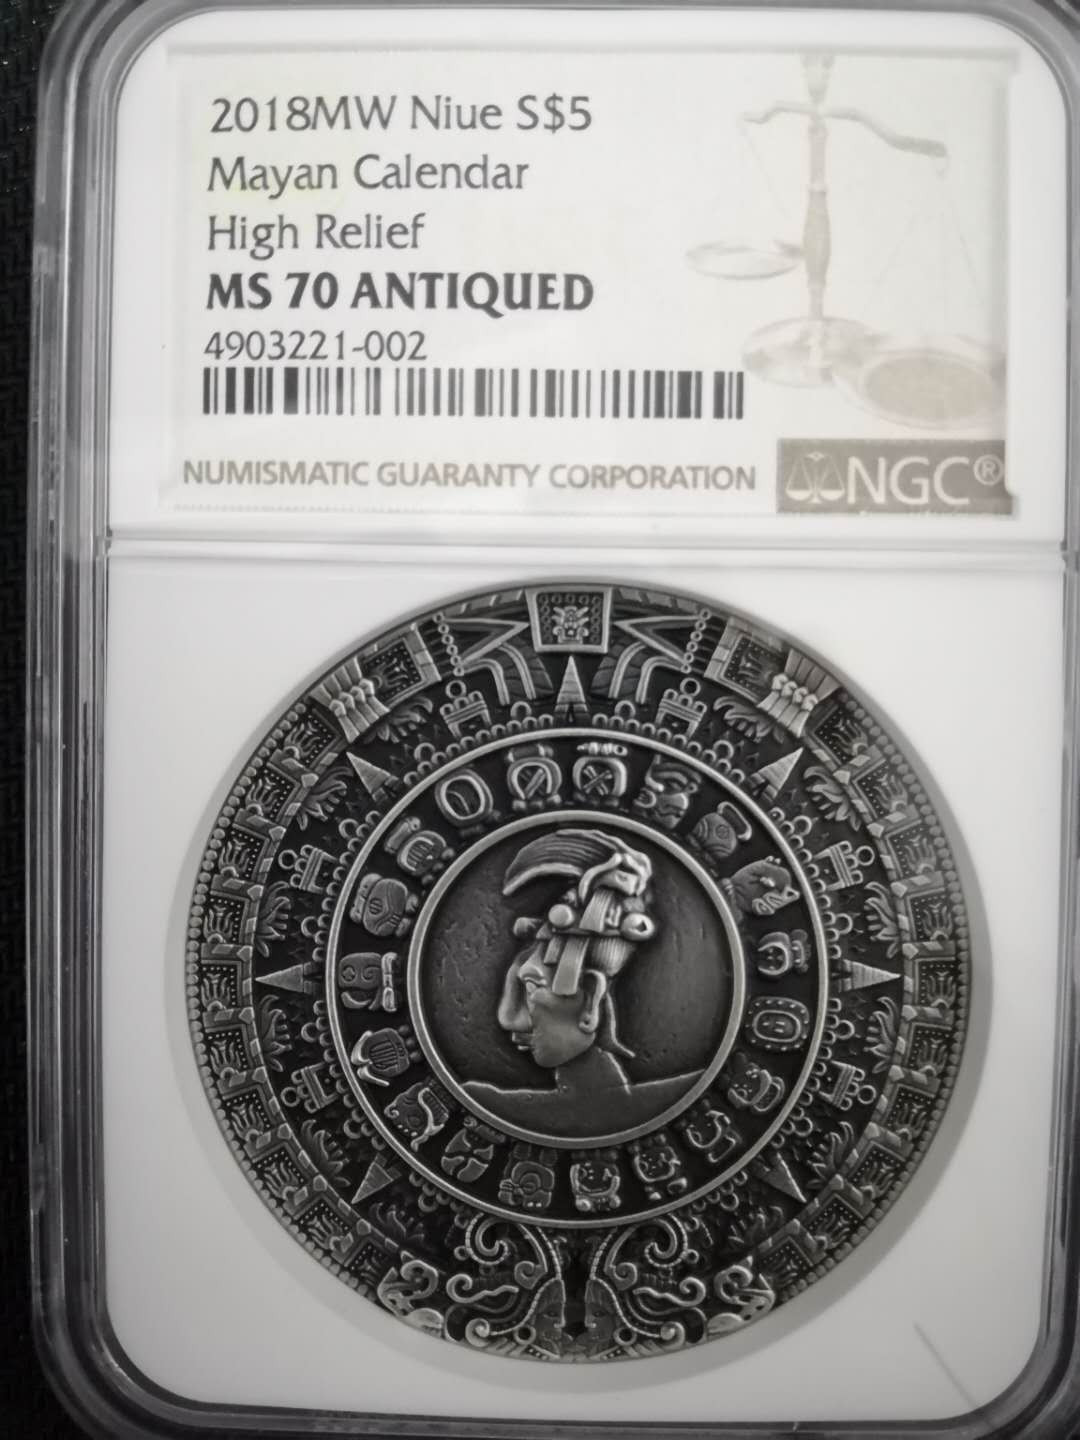 2018MW Niue S$5
Mayan Calendar
High Relief
MS 70 ANTIQUED
4903221-002
NUMISMATIC GUARANTY CORPORATION
NGC®